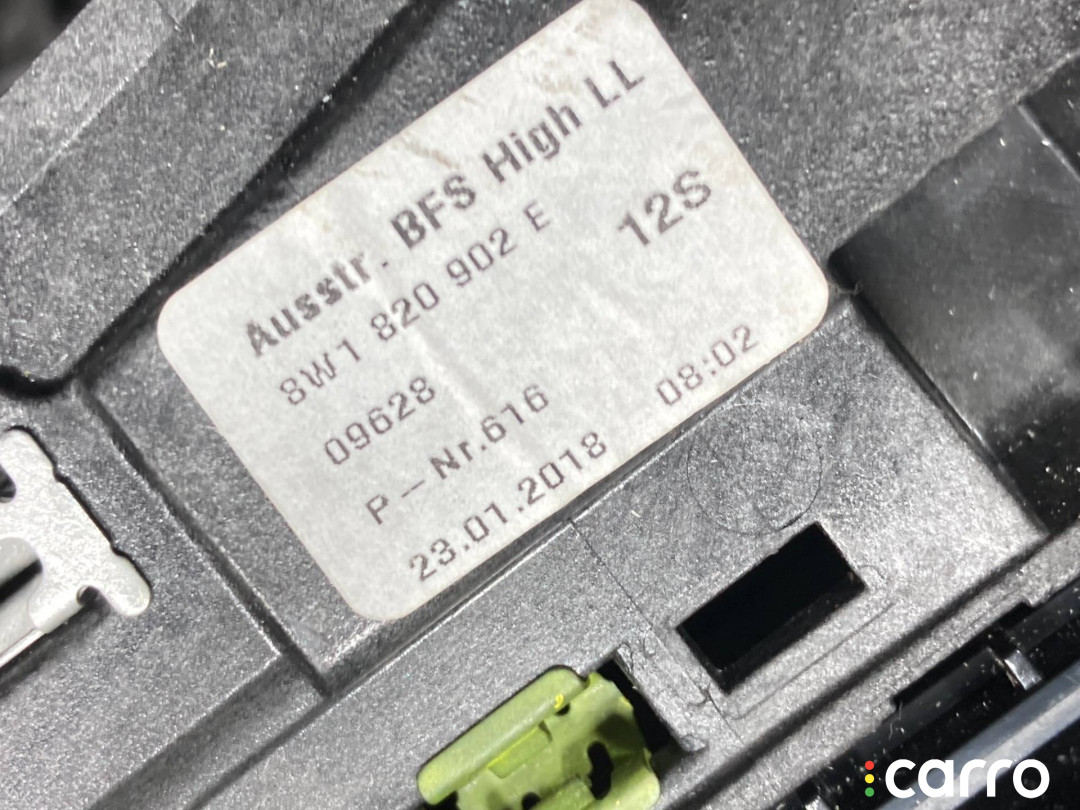 Ausstr. BFS High LL
8W1 820 902 E 12S
09628
P-Nr.616 08:02
23.01.2018
carro